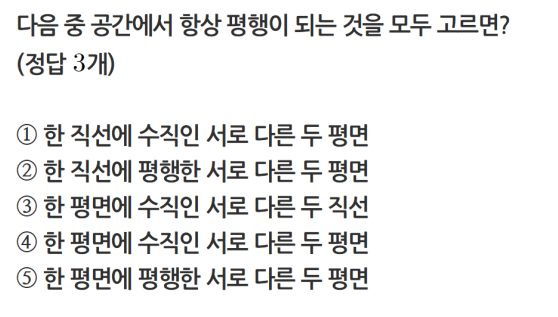 다음 중 공간에서 항상 평행이 되는 것을 모두 고르면?
(정답 3개)
① 한 직선에 수직인 서로 다른 두 평면
② 한 직선에 평행한 서로 다른 두 평면
③ 한 평면에 수직인 서로 다른 두 직선
④ 한 평면에 수직인 서로 다른 두 평면
⑤ 한 평면에 평행한 서로 다른 두 평면